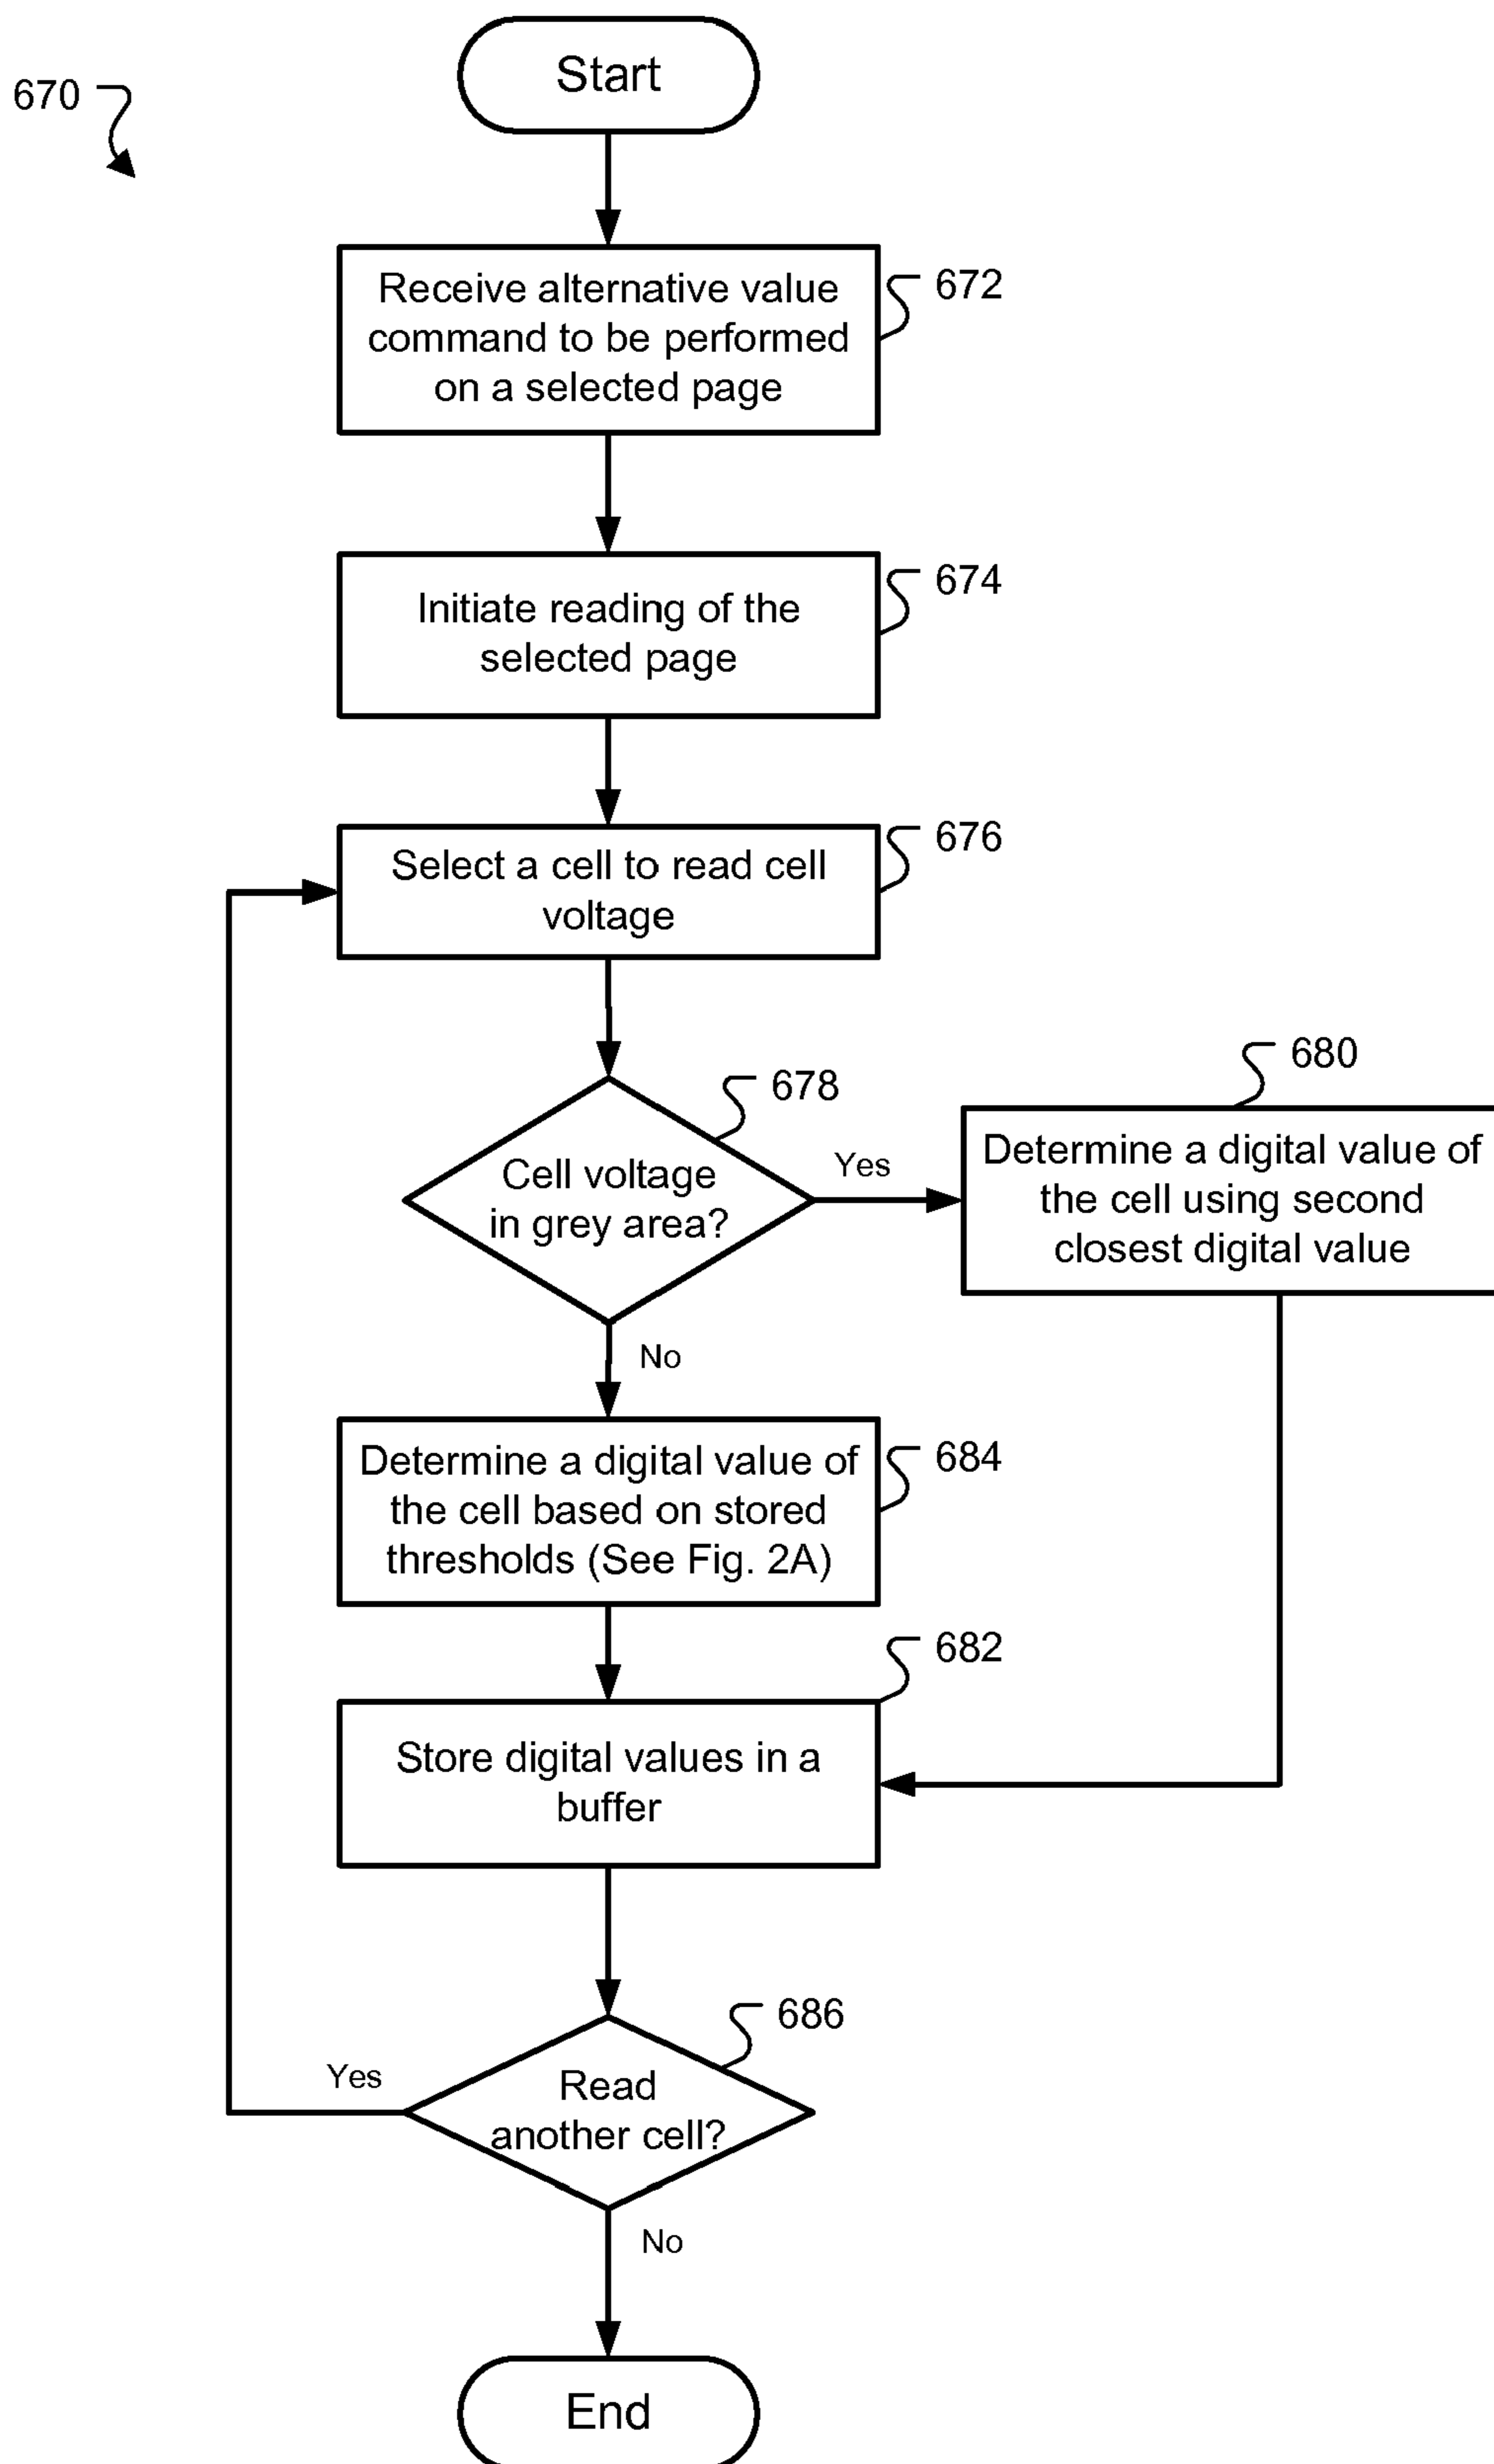 Start
670
Receive alternative value
command to be performed
on a selected page
672
Initiate reading of the
selected page
674
Select a cell to read cell
voltage
676
Cell voltage
in grey area?
678
Yes
Determine a digital value of
the cell using second
closest digital value
680
No
Determine a digital value of
the cell based on stored
thresholds (See Fig. 2A)
684
Store digital values in a
buffer
682
Read
another cell?
686
Yes
No
End